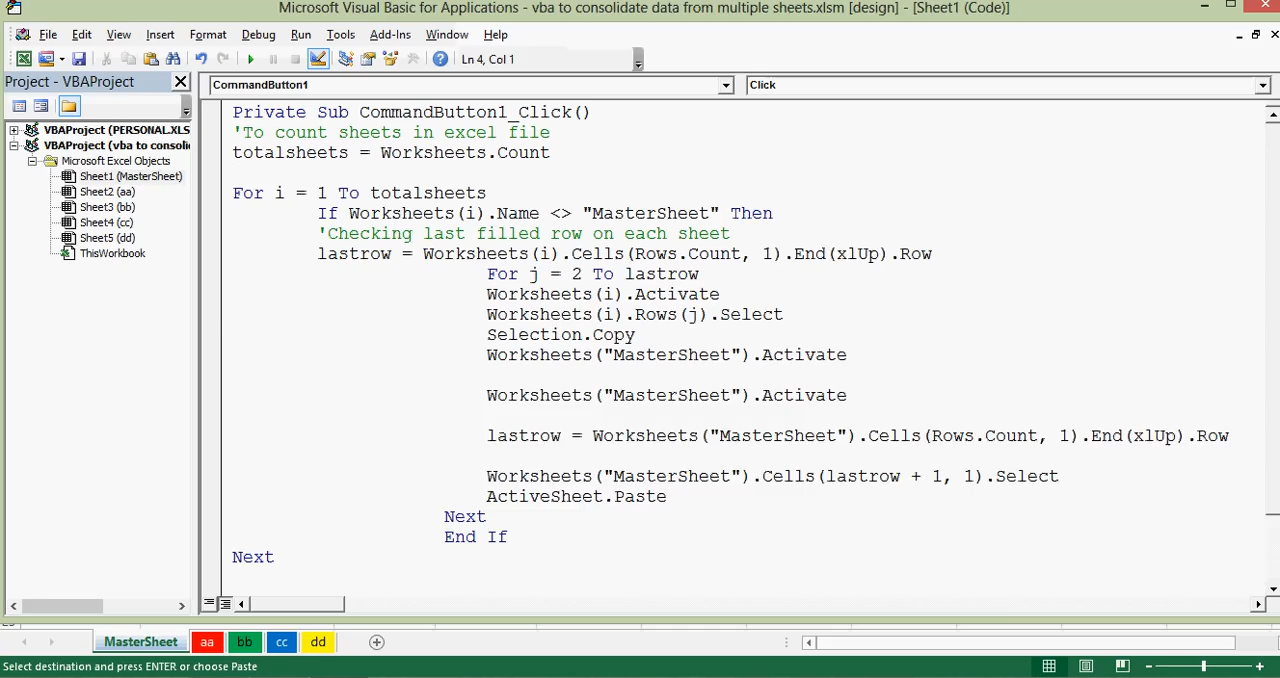 Microsoft Visual Basic for Applications - vba to consolidate data from multiple sheets.xlsm [design] - [Sheet1 (Code)]
File Edit View Insert Format Debug Run Tools Add-Ins Window Help
Ln 4, Col 1
Project - VBAProject
CommandButton1
Click
VBAProject (PERSONAL.XLS
VBAProject (vba to consoli
Microsoft Excel Objects
Sheet1 (MasterSheet)
Sheet2 (aa)
Sheet3 (bb)
Sheet4 (cc)
Sheet5 (dd)
ThisWorkbook
Private Sub CommandButton1_Click()
'To count sheets in excel file
totalsheets = Worksheets.Count
For i = 1 To totalsheets
If Worksheets(i).Name <> "MasterSheet" Then
'Checking last filled row on each sheet
lastrow = Worksheets(i).Cells(Rows.Count, 1).End(xlUp).Row
For j = 2 To lastrow
Worksheets(i).Activate
Worksheets(i).Rows(j).Select
Selection.Copy
Worksheets("MasterSheet").Activate
Worksheets("MasterSheet").Activate
lastrow = Worksheets("MasterSheet").Cells(Rows.Count, 1).End(xlUp).Row
Worksheets("MasterSheet").Cells(lastrow + 1, 1).Select
ActiveSheet.Paste
Next
End If
Next
MasterSheet aa bb cc dd
Select destination and press ENTER or choose Paste